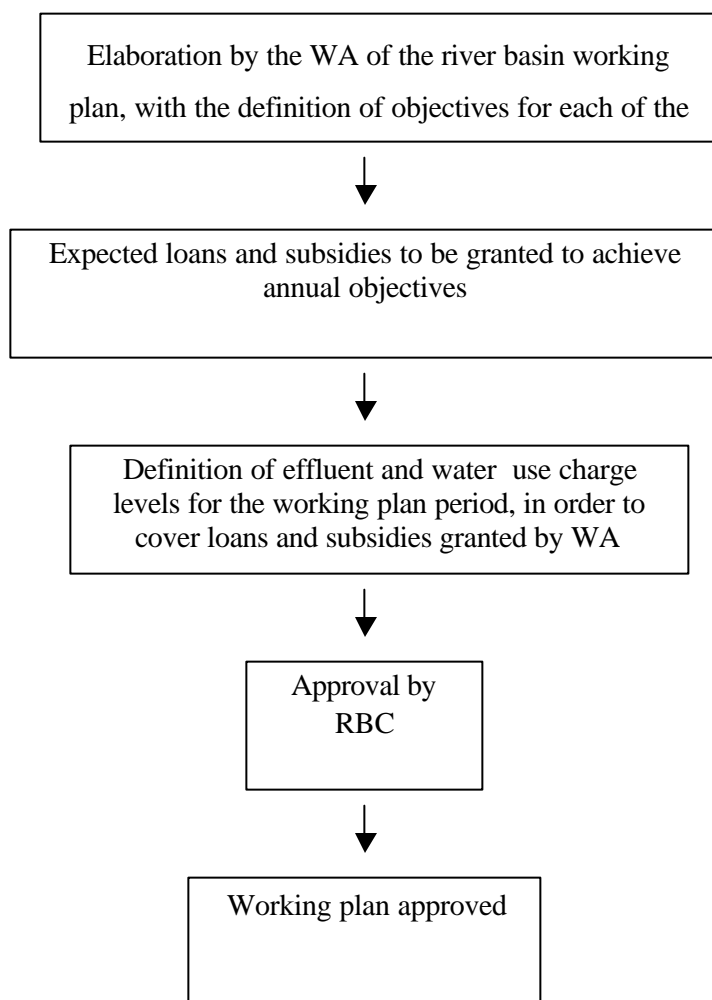 Elaboration by the WA of the river basin working
plan, with the definition of objectives for each of the
Expected loans and subsidies to be granted to achieve
annual objectives
Definition of effluent and water use charge
levels for the working plan period, in order to
cover loans and subsidies granted by WA
Approval by
RBC
Working plan approved